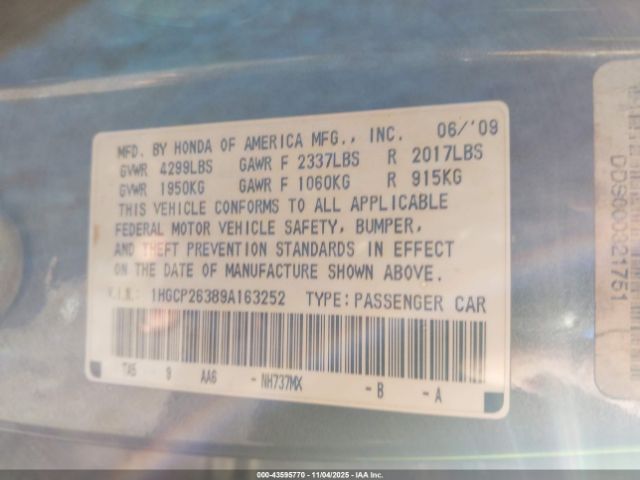 MFD. BY HONDA OF AMERICA MFG., INC. 06/'09
GVWR 4299LBS GAWR F 2337LBS R 2017LBS
GVWR 1950KG GAWR F 1060KG R 915KG
THIS VEHICLE CONFORMS TO ALL APPLICABLE
FEDERAL MOTOR VEHICLE SAFETY, BUMPER,
AND THEFT PREVENTION STANDARDS IN EFFECT
ON THE DATE OF MANUFACTURE SHOWN ABOVE.
V.I.N.: 1HGCP26389A163252 TYPE: PASSENGER CAR
TA5 9 AA6 -NH737MX -B -A
DDS000021751
000-43595770 - 11/04/2025 - IAA Inc.